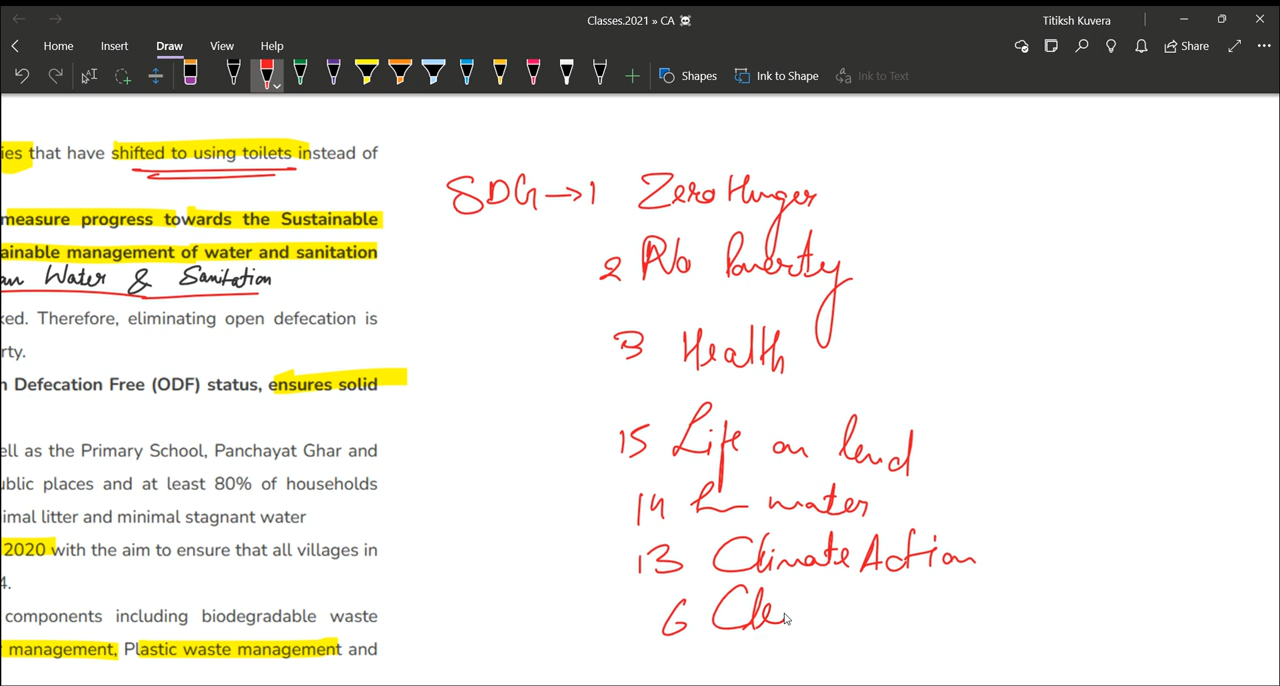 Classes.2021 » CA
Titiksh Kuvera
Home Insert Draw View Help
Share
Shapes Ink to Shape Ink to Text
ies that have shifted to using toilets instead of
measure progress towards the Sustainable
ainable management of water and sanitation
an Water & Sanitation
ked. Therefore, eliminating open defecation is
rty.
n Defecation Free (ODF) status, ensures solid
ell as the Primary School, Panchayat Ghar and
ublic places and at least 80% of households
imal litter and minimal stagnant water
2020 with the aim to ensure that all villages in
4.
components including biodegradable waste
management, Plastic waste management and
SDG → 1 Zero Hunger
2 No Poverty
3 Health
15 Life on land
14 L water
13 Climate Action
6 Cle